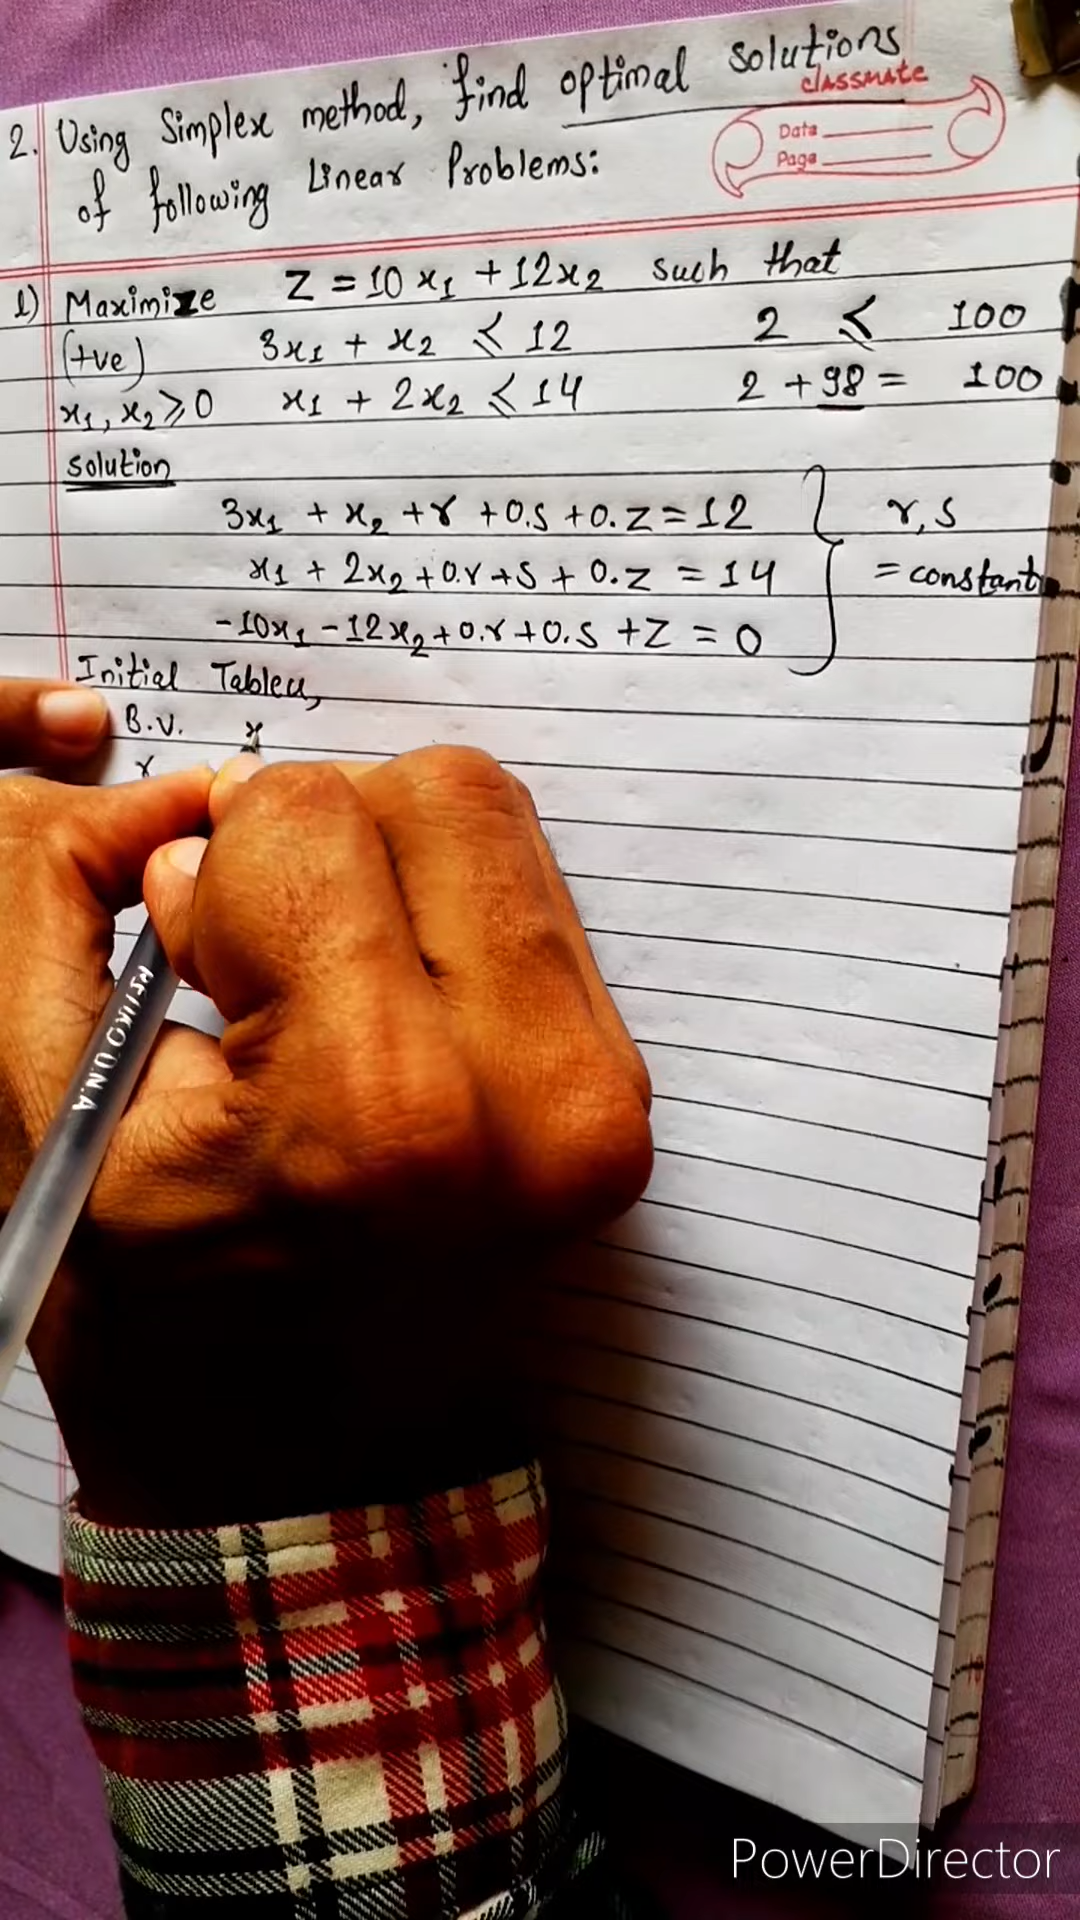 2. Using Simplex method, find optimal solutions
classmate
Date
Page
of following Linear Problems:
1) Maximize Z = 10x₁ + 12x₂ such that
(+ve) 3x₁ + x₂ ≤ 12 2 ≤ 100
x₁, x₂ ≥ 0 x₁ + 2x₂ ≤ 14 2 + 98 = 100
solution
3x₁ + x₂ + r + 0.s + 0.z = 12 r, s
x₁ + 2x₂ + 0.r + s + 0.z = 14 = constant
-10x₁ - 12x₂ + 0.r + 0.s + z = 0
Initial Tableu,
B.V. x
r
METIKO D.N.A
PowerDirector